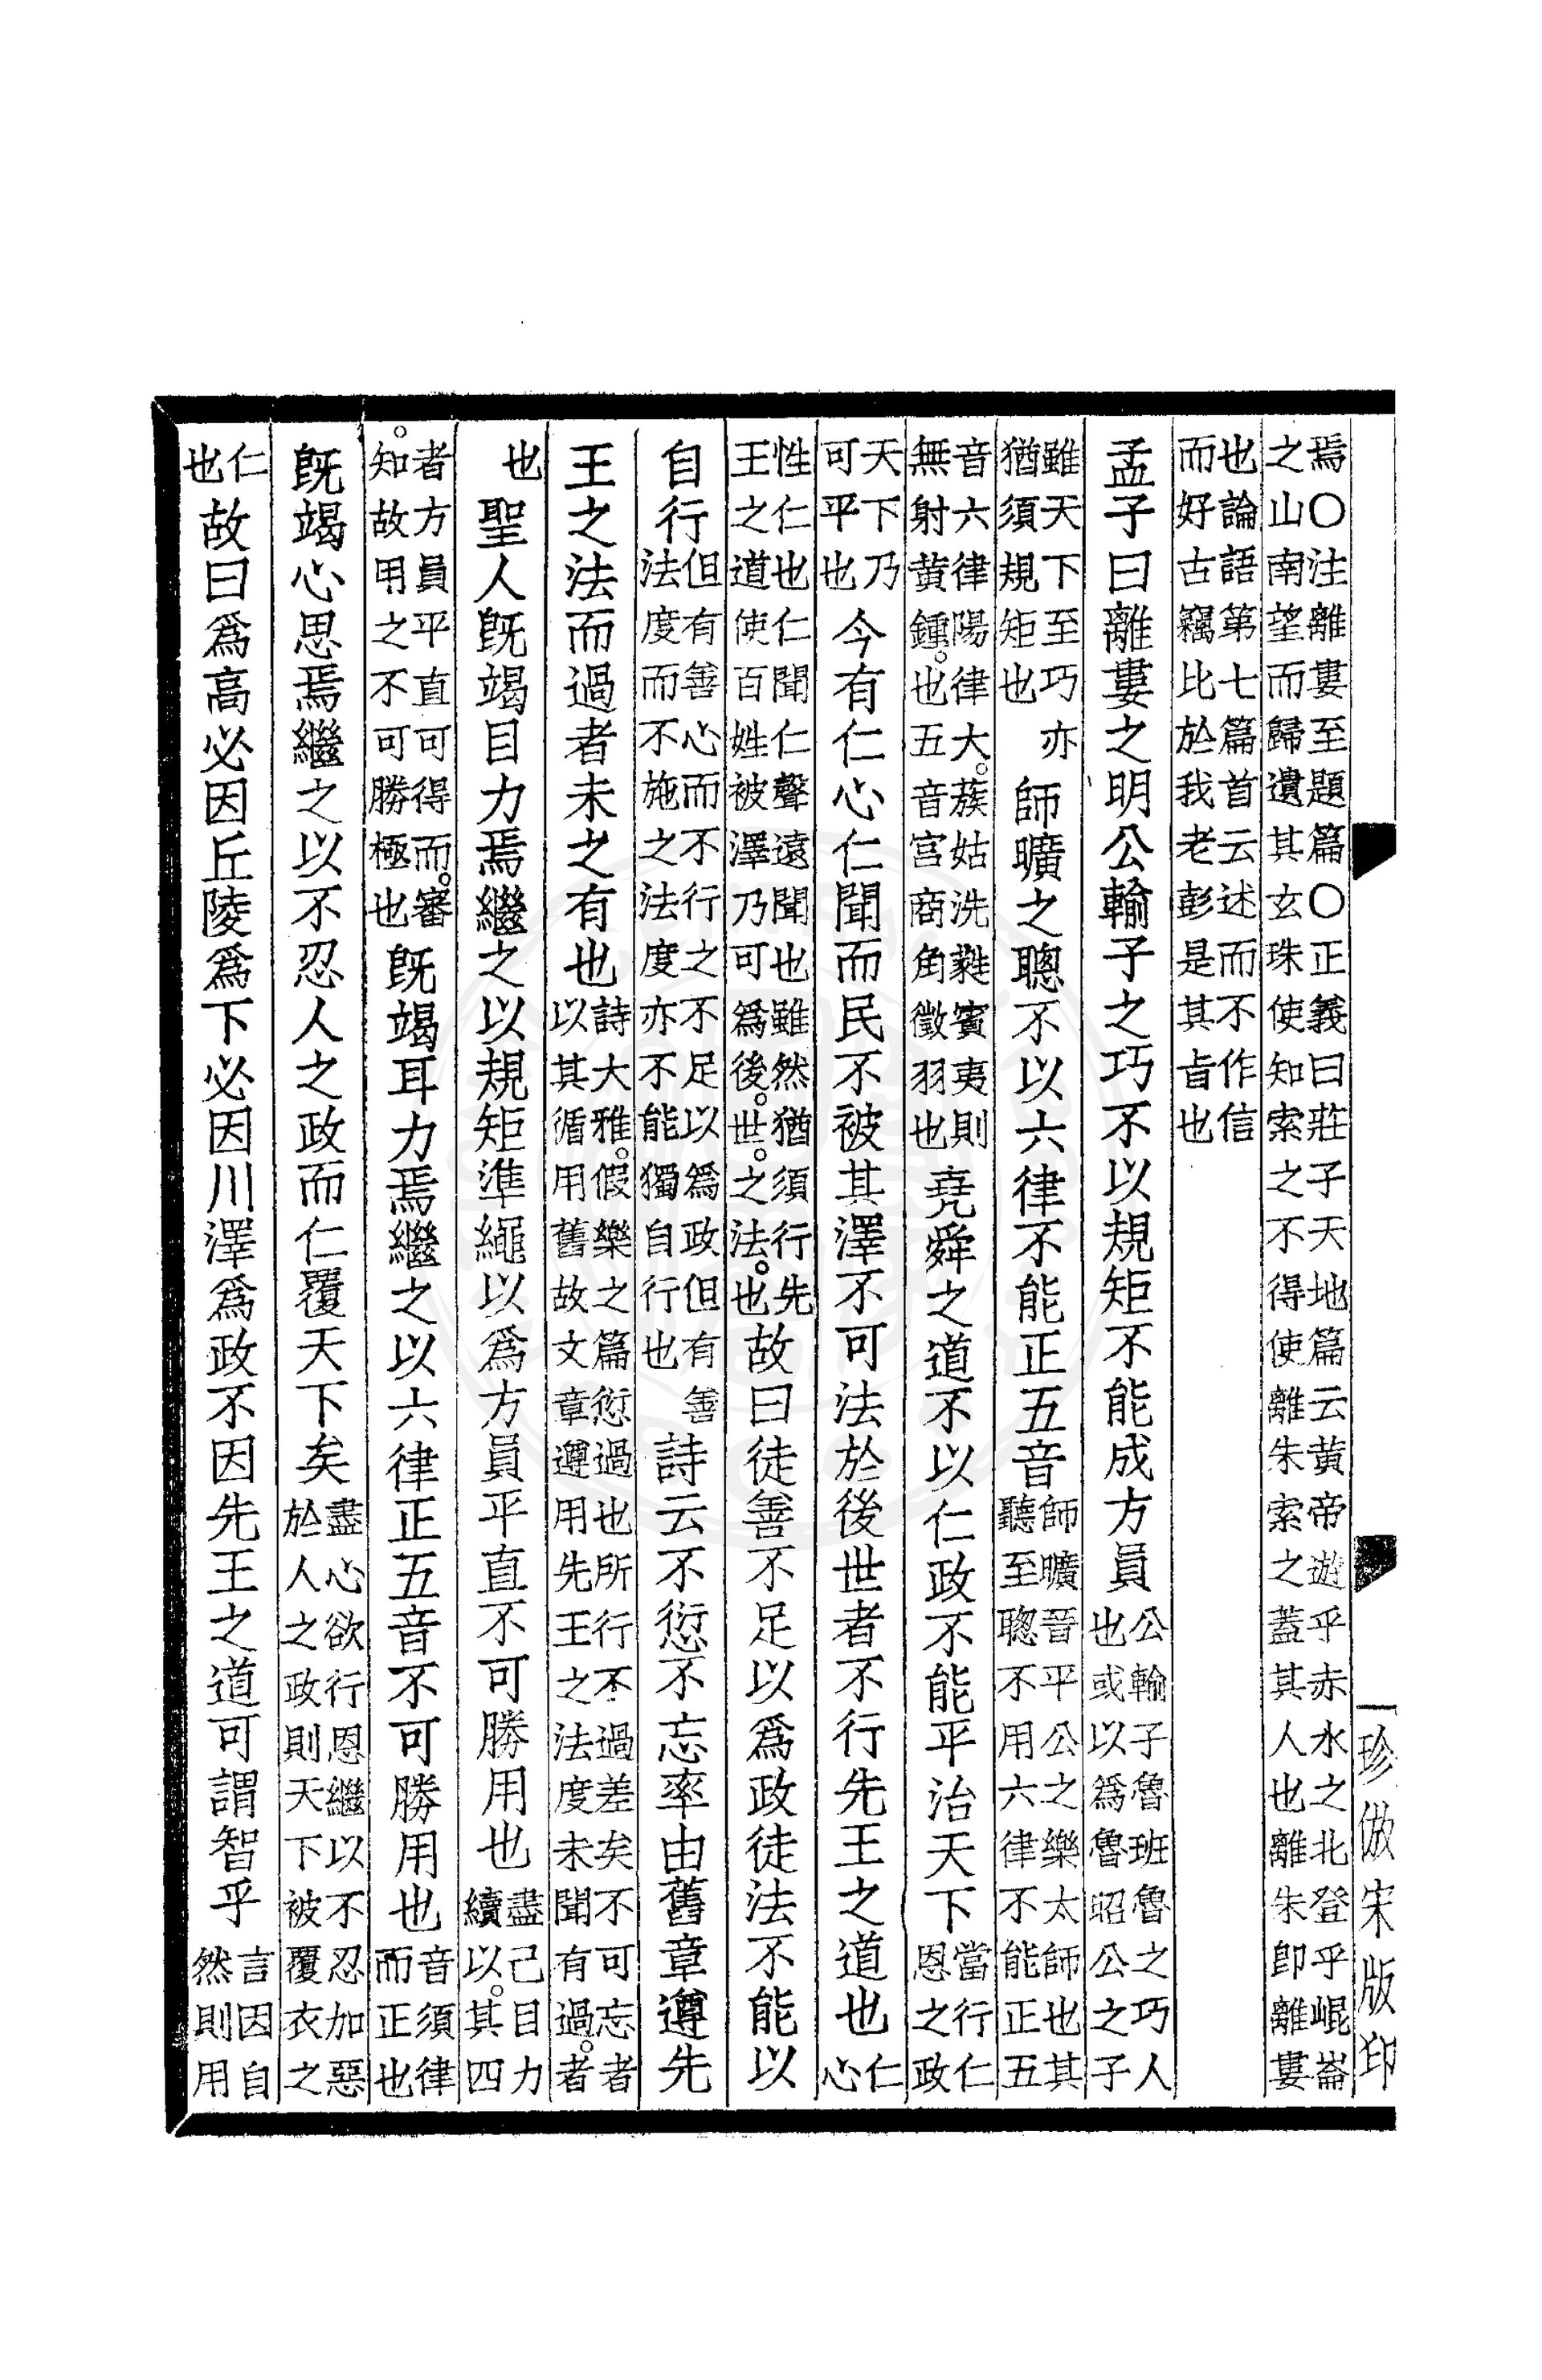 焉○注離婁至題篇○正義曰莊子天地篇云黃帝遊乎赤水之北登乎崐崙
之山南望而歸遺其玄珠使知索之不得使離朱索之蓋其人也離朱卽離婁
也論語第七篇首云述而不作信
而好古竊比於我老彭是其旨也
孟子曰離婁之明公輸子之巧不以規矩不能成方員公輸子魯班魯之巧人也或以爲魯昭公之子
雖天下至巧亦猶須規矩也師曠之聰不以六律不能正五音師曠晉平公之樂太師也其聽至聰不用六律不能正五
音六律陽律大。蔟姑洗蕤賓夷則無射黃鍾。也五音宮商角徵羽也堯舜之道不以仁政不能平治天下當行仁恩之政
天下乃可平也今有仁心仁聞而民不被其澤不可法於後世者不行先王之道也仁心
性仁也仁聞仁聲遠聞也雖然猶須行先王之道使百姓被澤乃可爲後。世。之法。也故曰徒善不足以爲政徒法不能以
自行但有善心而不行之不足以爲政但有善法度而不施之法度亦不能獨自行也詩云不愆不忘率由舊章遵先
王之法而過者未之有也詩大雅。假樂之篇愆過也所行不過差矣不可忘者以其循用舊故文章遵用先王之法度未聞有過。者
也聖人旣竭目力焉繼之以規矩準繩以爲方員平直不可勝用也盡己目力續以。其四
者方員平直可得而。審知。故用之不可勝極也旣竭耳力焉繼之以六律正五音不可勝用也音須律而正也
旣竭心思焉繼之以不忍人之政而仁覆天下矣盡心欲行恩繼以不忍加惡於人之政則天下被覆衣之
仁也故曰爲高必因丘陵爲下必因川澤爲政不因先王之道可謂智乎言因自然則用
珍倣宋版印